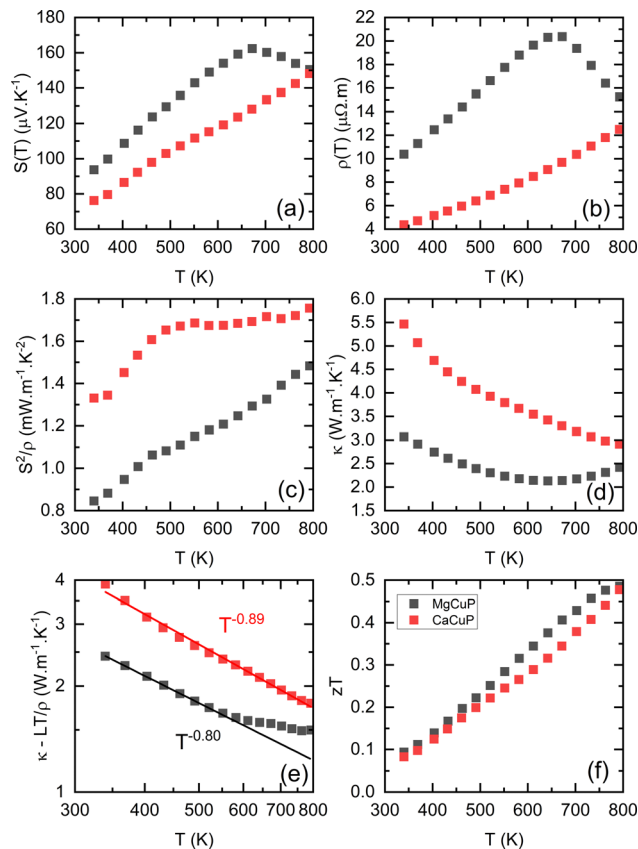 180
160
140
120
100
80
60
S(T) (μV.K⁻¹)
(a)
300 400 500 600 700 800
T (K)
22
20
18
16
14
12
10
8
6
4
ρ(T) (μΩ.m)
(b)
300 400 500 600 700 800
T (K)
1.8
1.6
1.4
1.2
1.0
0.8
S²/ρ (mW.m⁻¹.K⁻²)
(c)
300 400 500 600 700 800
T (K)
6.0
5.5
5.0
4.5
4.0
3.5
3.0
2.5
2.0
1.5
κ (W.m⁻¹.K⁻¹)
(d)
300 400 500 600 700 800
T (K)
4
3
2
1
κ - LT/ρ (W.m⁻¹.K⁻¹)
T⁻⁰·⁸⁹
T⁻⁰·⁸⁰
(e)
300 400 500 600 700 800
T (K)
0.5
0.4
0.3
0.2
0.1
0.0
zT
MgCuP
CaCuP
(f)
300 400 500 600 700 800
T (K)